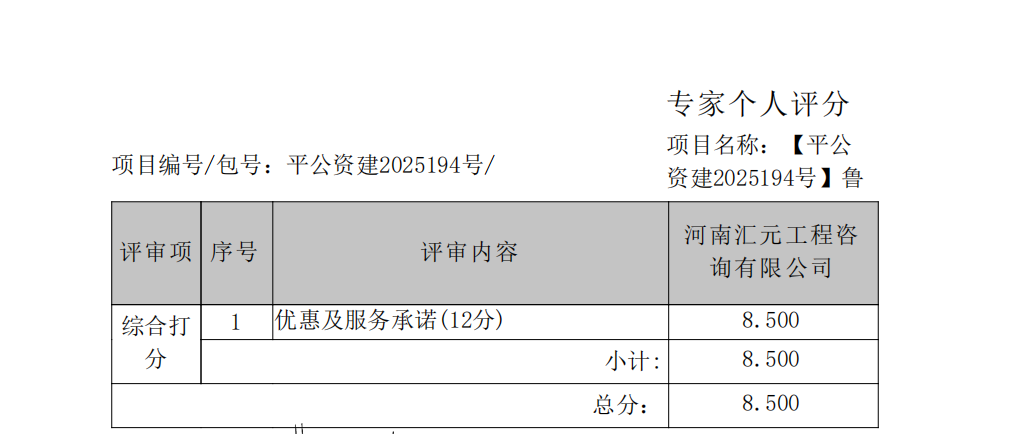 专家个人评分
项目编号/包号：平公资建2025194号/
项目名称：【平公
资建2025194号】鲁
评审项 序号 评审内容 河南汇元工程咨
询有限公司
综合打
分
1 优惠及服务承诺(12分) 8.500
小计: 8.500
总分： 8.500